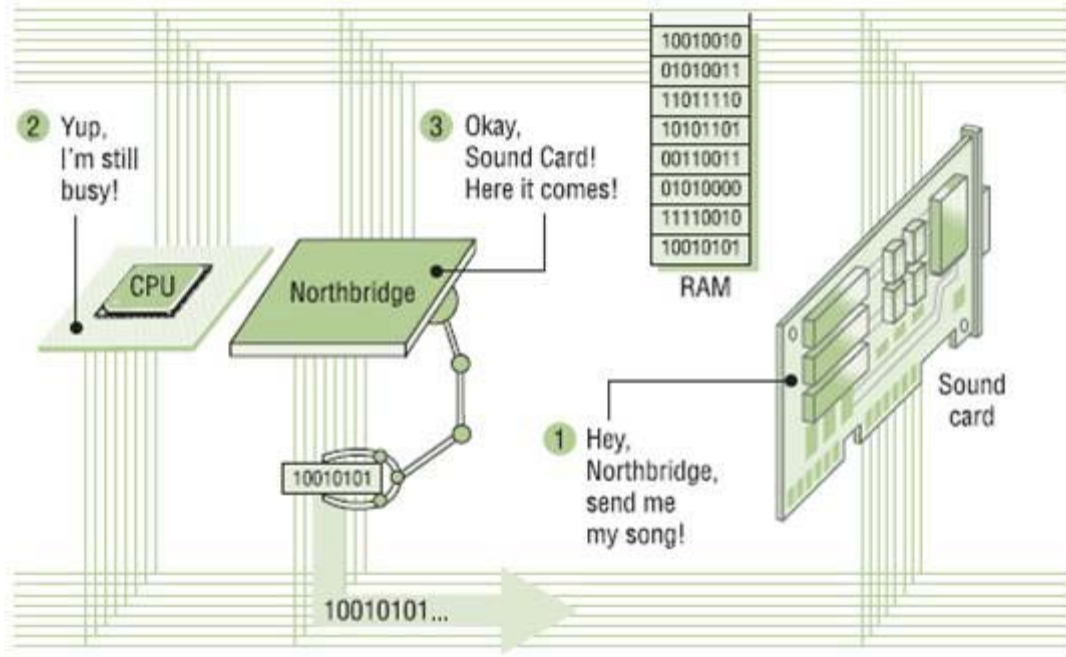 10010010
01010011
11011110
10101101
00110011
01010000
11110010
10010101
RAM
2 Yup,
I'm still
busy!
3 Okay,
Sound Card!
Here it comes!
CPU
Northbridge
Sound
card
1 Hey,
Northbridge,
send me
my song!
10010101
10010101...